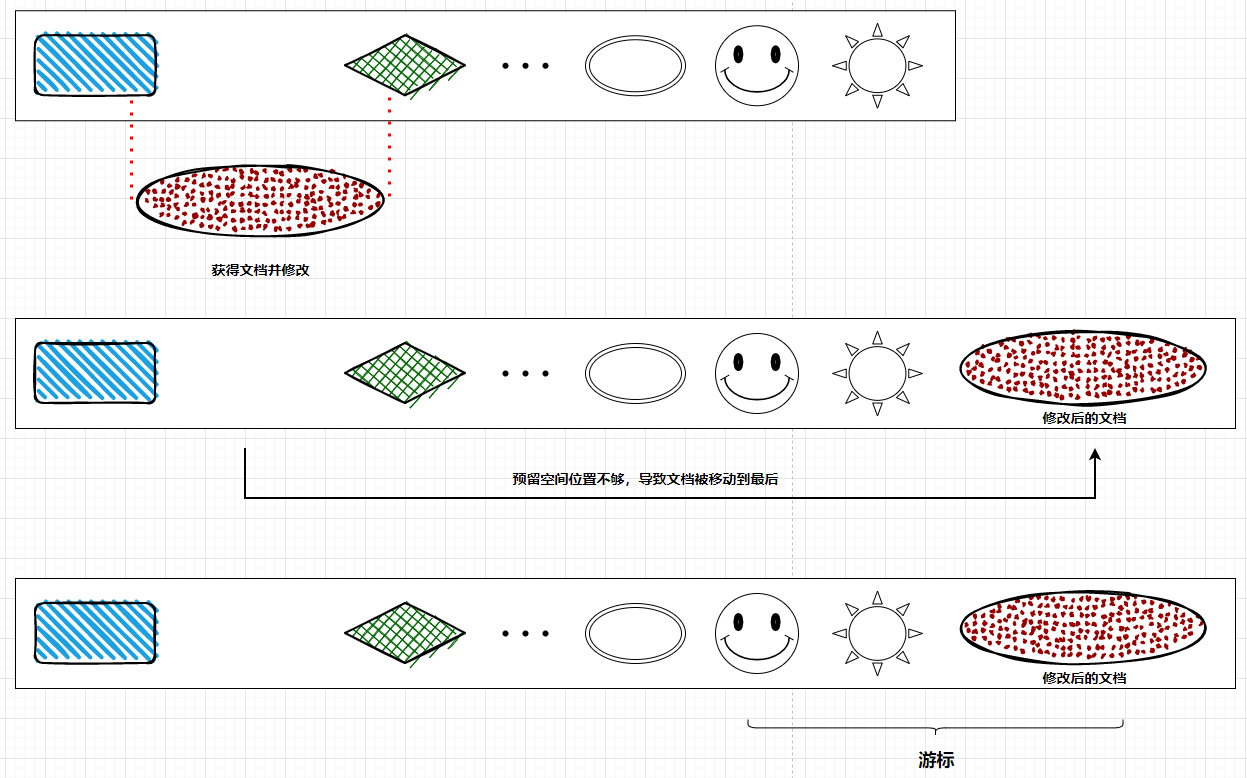 获得文档并修改
修改后的文档
预留空间位置不够，导致文档被移动到最后
修改后的文档
游标